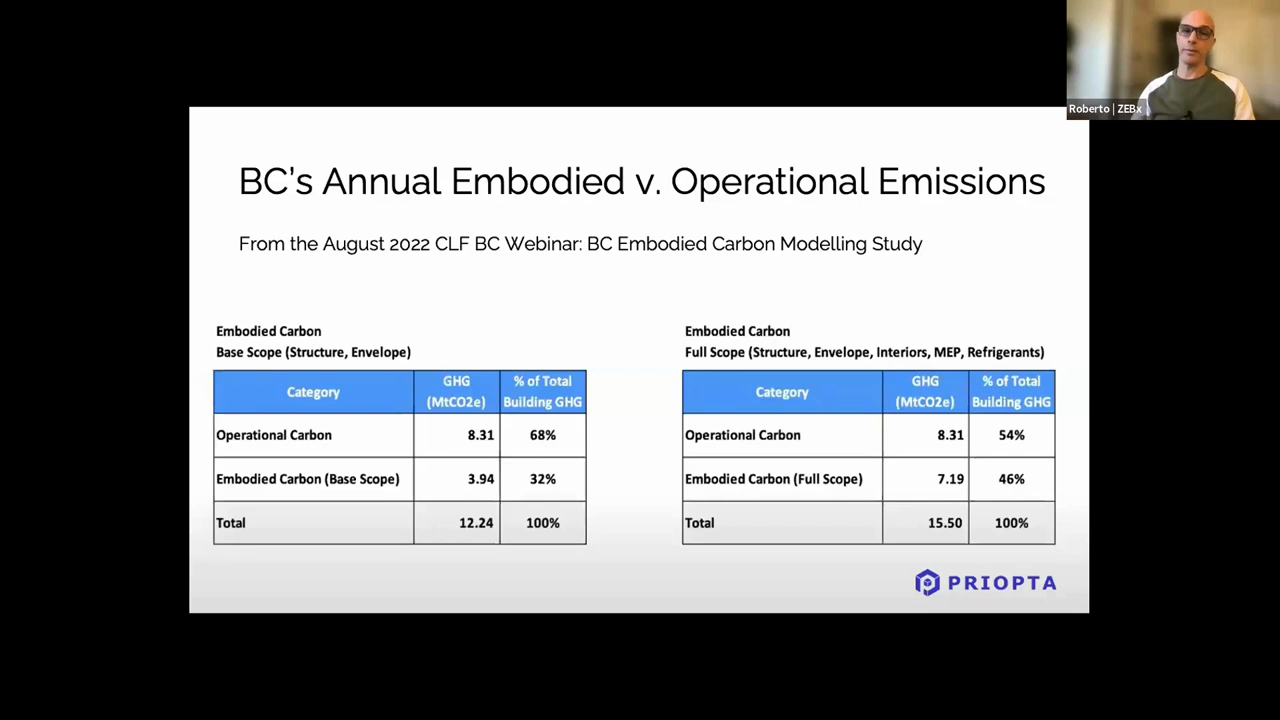 Roberto | ZEBx
BC's Annual Embodied v. Operational Emissions
From the August 2022 CLF BC Webinar: BC Embodied Carbon Modelling Study
Embodied Carbon
Base Scope (Structure, Envelope)
Category GHG (MtCO2e) % of Total Building GHG
Operational Carbon 8.31 68%
Embodied Carbon (Base Scope) 3.94 32%
Total 12.24 100%
Embodied Carbon
Full Scope (Structure, Envelope, Interiors, MEP, Refrigerants)
Category GHG (MtCO2e) % of Total Building GHG
Operational Carbon 8.31 54%
Embodied Carbon (Full Scope) 7.19 46%
Total 15.50 100%
PRIOPTA